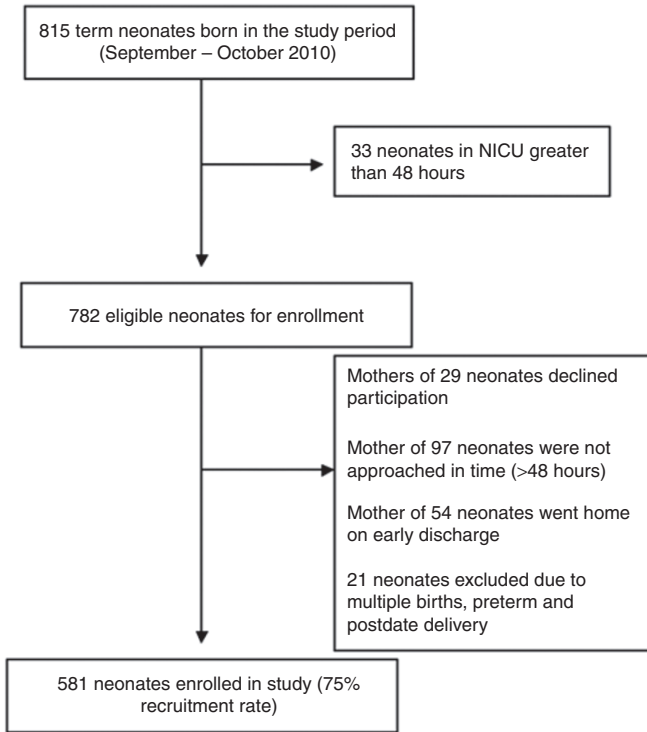 815 term neonates born in the study period
(September – October 2010)
33 neonates in NICU greater
than 48 hours
782 eligible neonates for enrollment
Mothers of 29 neonates declined
participation
Mother of 97 neonates were not
approached in time (>48 hours)
Mother of 54 neonates went home
on early discharge
21 neonates excluded due to
multiple births, preterm and
postdate delivery
581 neonates enrolled in study (75%
recruitment rate)